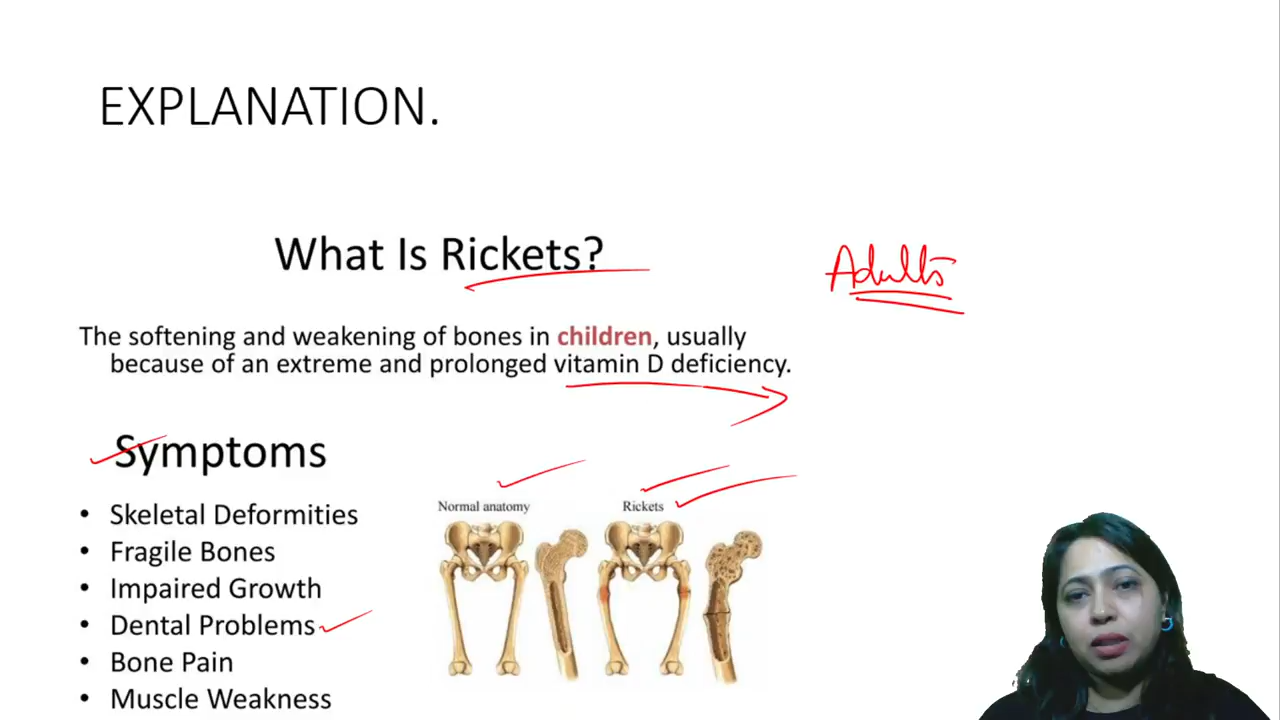 EXPLANATION.
What Is Rickets?
Adults
The softening and weakening of bones in children, usually
because of an extreme and prolonged vitamin D deficiency.
Symptoms
• Skeletal Deformities
• Fragile Bones
• Impaired Growth
• Dental Problems
• Bone Pain
• Muscle Weakness
Normal anatomy
Rickets